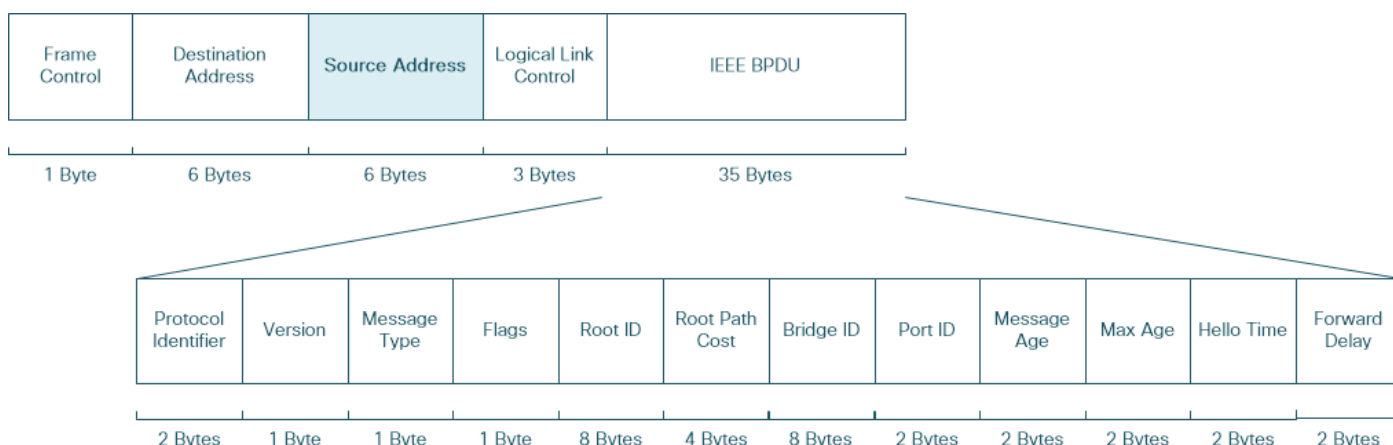 Frame
Control
Destination
Address
Source Address
Logical Link
Control
IEEE BPDU
1 Byte
6 Bytes
6 Bytes
3 Bytes
35 Bytes
Protocol
Identifier
Version
Message
Type
Flags
Root ID
Root Path
Cost
Bridge ID
Port ID
Message
Age
Max Age
Hello Time
Forward
Delay
2 Bytes
1 Byte
1 Byte
1 Byte
8 Bytes
4 Bytes
8 Bytes
2 Bytes
2 Bytes
2 Bytes
2 Bytes
2 Bytes